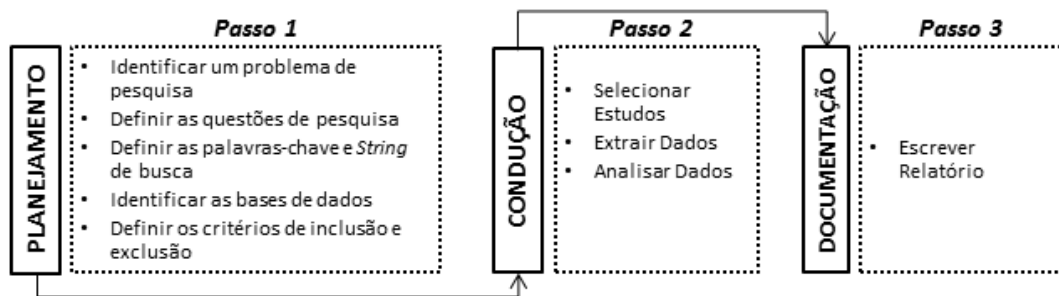 Passo 1
PLANEJAMENTO
• Identificar um problema de
pesquisa
• Definir as questões de pesquisa
• Definir as palavras-chave e String
de busca
• Identificar as bases de dados
• Definir os critérios de inclusão e
exclusão
Passo 2
CONDUÇÃO
• Selecionar
Estudos
• Extrair Dados
• Analisar Dados
Passo 3
DOCUMENTAÇÃO
• Escrever
Relatório